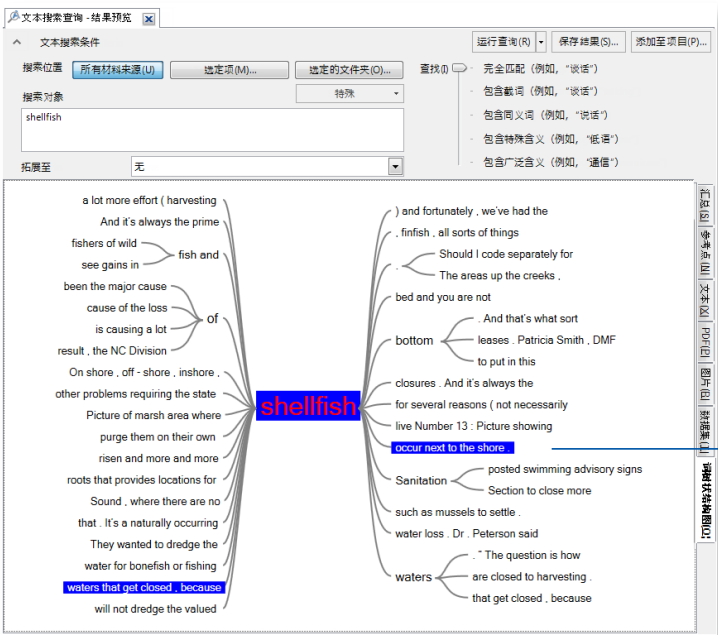 文本搜索查询 - 结果预览
文本搜索条件
运行查询(R)
保存结果(S)...
添加至项目(P)...
搜索位置
所有材料来源(U)
选定项(M)...
选定的文件夹(O)...
查找(I)
完全匹配（例如，“谈话”）
搜索对象
特殊
包含截词（例如，“谈话”）
shellfish
包含同义词（例如，“说话”）
包含特殊含义（例如，“低语”）
包含广泛含义（例如，“通信”）
拓展至
无
a lot more effort ( harvesting
And it's always the prime
fishers of wild
see gains in
fish and
been the major cause
cause of the loss
is causing a lot
result , the NC Division
of
On shore , off - shore , inshore ,
other problems requiring the state
Picture of marsh area where
purge them on their own
risen and more and more
roots that provides locations for
Sound , where there are no
that . It's a naturally occurring
They wanted to dredge the
water for bonefish or fishing
waters that get closed , because
will not dredge the valued
shellfish
) and fortunately , we've had the
, finfish , all sorts of things
.
Should I code separately for
The areas up the creeks ,
bed and you are not
bottom
. And that's what sort
leases . Patricia Smith , DMF
to put in this
closures . And it's always the
for several reasons ( not necessarily
live Number 13 : Picture showing
occur next to the shore .
Sanitation
posted swimming advisory signs
Section to close more
such as mussels to settle .
water loss . Dr . Peterson said
waters
. " The question is how
are closed to harvesting .
that get closed , because
汇总(S)
参考点(N)
文本(X)
PDF(P)
图片(G)
数据集(T)
词树状结构图(Q)